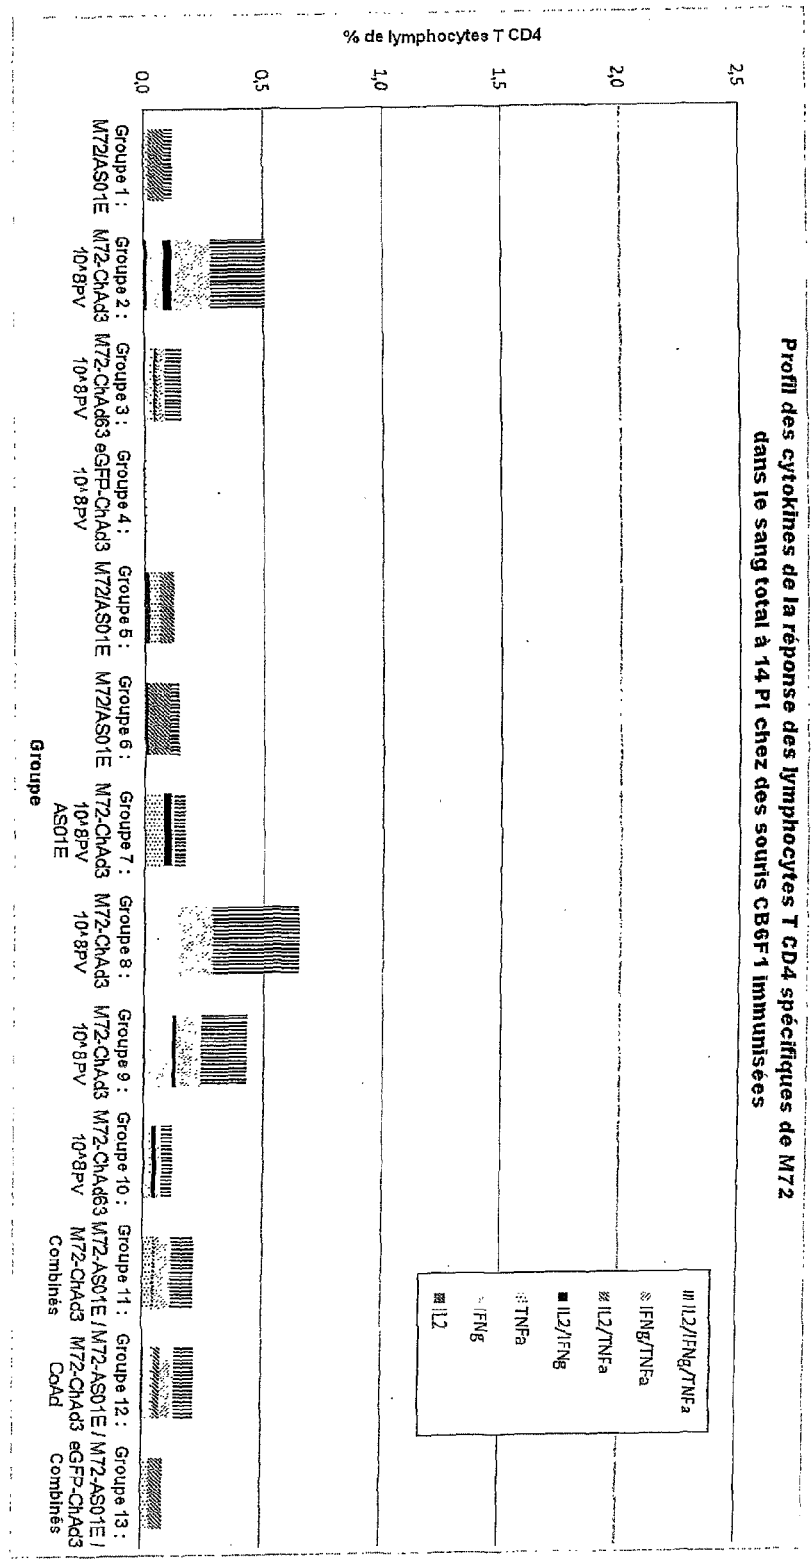 Profil des cytokines de la réponse des lymphocytes T CD4 spécifiques de M72
dans le sang total à 14 PI chez des souris CB6F1 immunisées
% de lymphocytes T CD4
2,5
2,0
1,5
1,0
0,5
0,0
IL2/IFNg/TNFa
IFNg/TNFa
IL2/TNFa
IL2/IFNg
TNFa
IFNg
IL2
Groupe 1 :
M72/AS01E
Groupe 2 :
M72-ChAd3
10^8PV
Groupe 3 :
M72-ChAd63
10^8PV
Groupe 4 :
eGFP-ChAd3
10^8PV
Groupe 5 :
M72/AS01E
Groupe 6 :
M72/AS01E
Groupe 7 :
M72-ChAd3
10^8PV
AS01E
Groupe 8 :
M72-ChAd3
10^8PV
Groupe 9 :
M72-ChAd3
10^8PV
Groupe 10 :
M72-ChAd63
10^8PV
Groupe 11 :
M72-AS01E /
M72-ChAd3
Combinés
Groupe 12 :
M72-AS01E /
M72-ChAd3
CoAd
Groupe 13 :
M72-AS01E /
eGFP-ChAd3
Combinés
Groupe